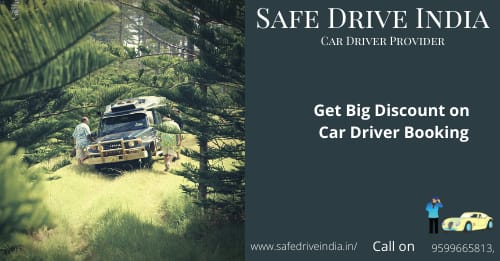 Safe Drive India
Car Driver Provider
Get Big Discount on
Car Driver Booking
www.safedriveindia.in/
Call on
9599665813,